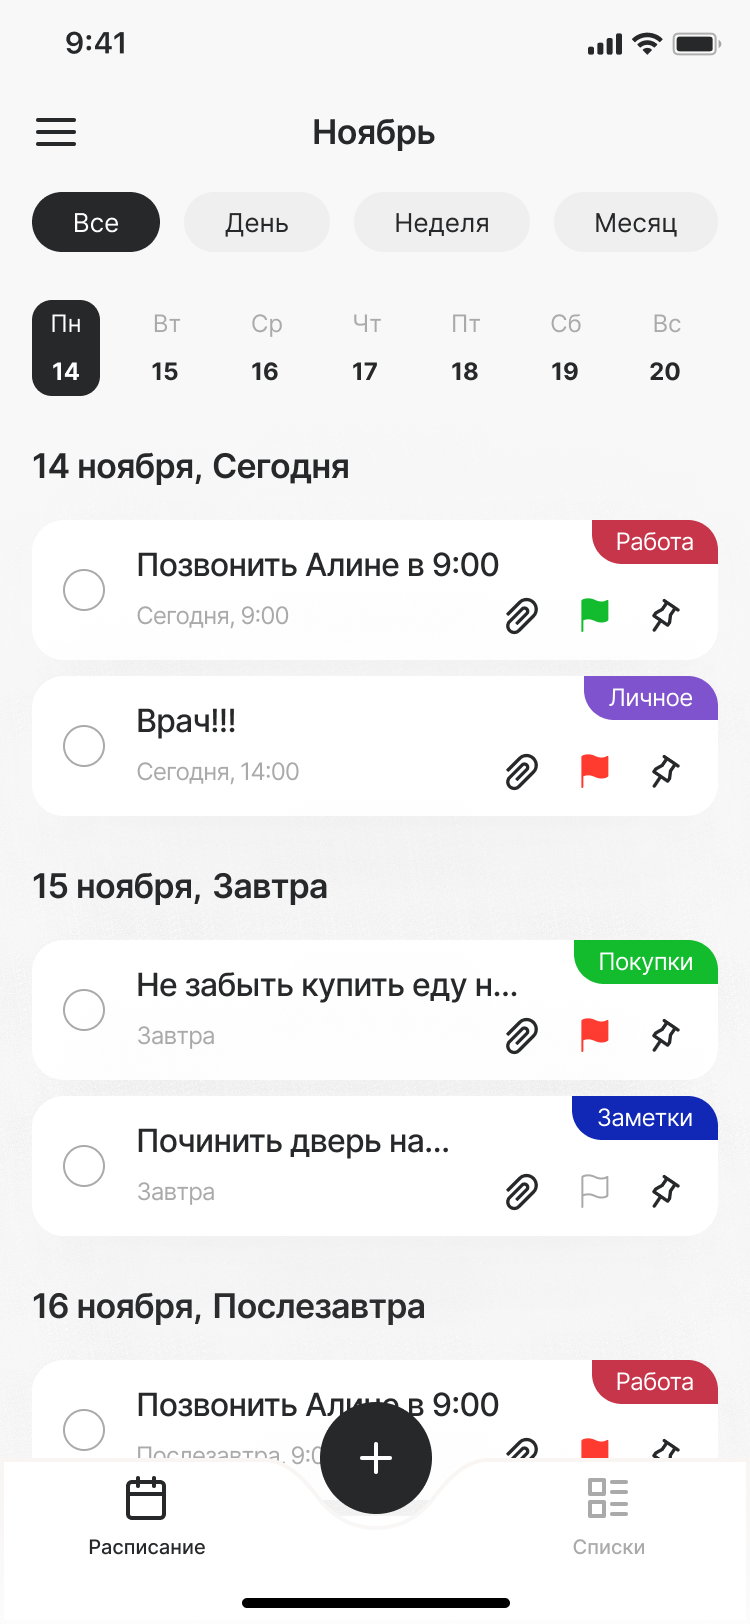 9:41
Ноябрь
Все День Неделя Месяц
Пн Вт Ср Чт Пт Сб Вс
14 15 16 17 18 19 20
14 ноября, Сегодня
Работа
Позвонить Алине в 9:00
Сегодня, 9:00
Личное
Врач!!!
Сегодня, 14:00
15 ноября, Завтра
Покупки
Не забыть купить еду н...
Завтра
Заметки
Починить дверь на...
Завтра
16 ноября, Послезавтра
Работа
Позвонить Алине в 9:00
Послезавтра, 9:0
Расписание Списки